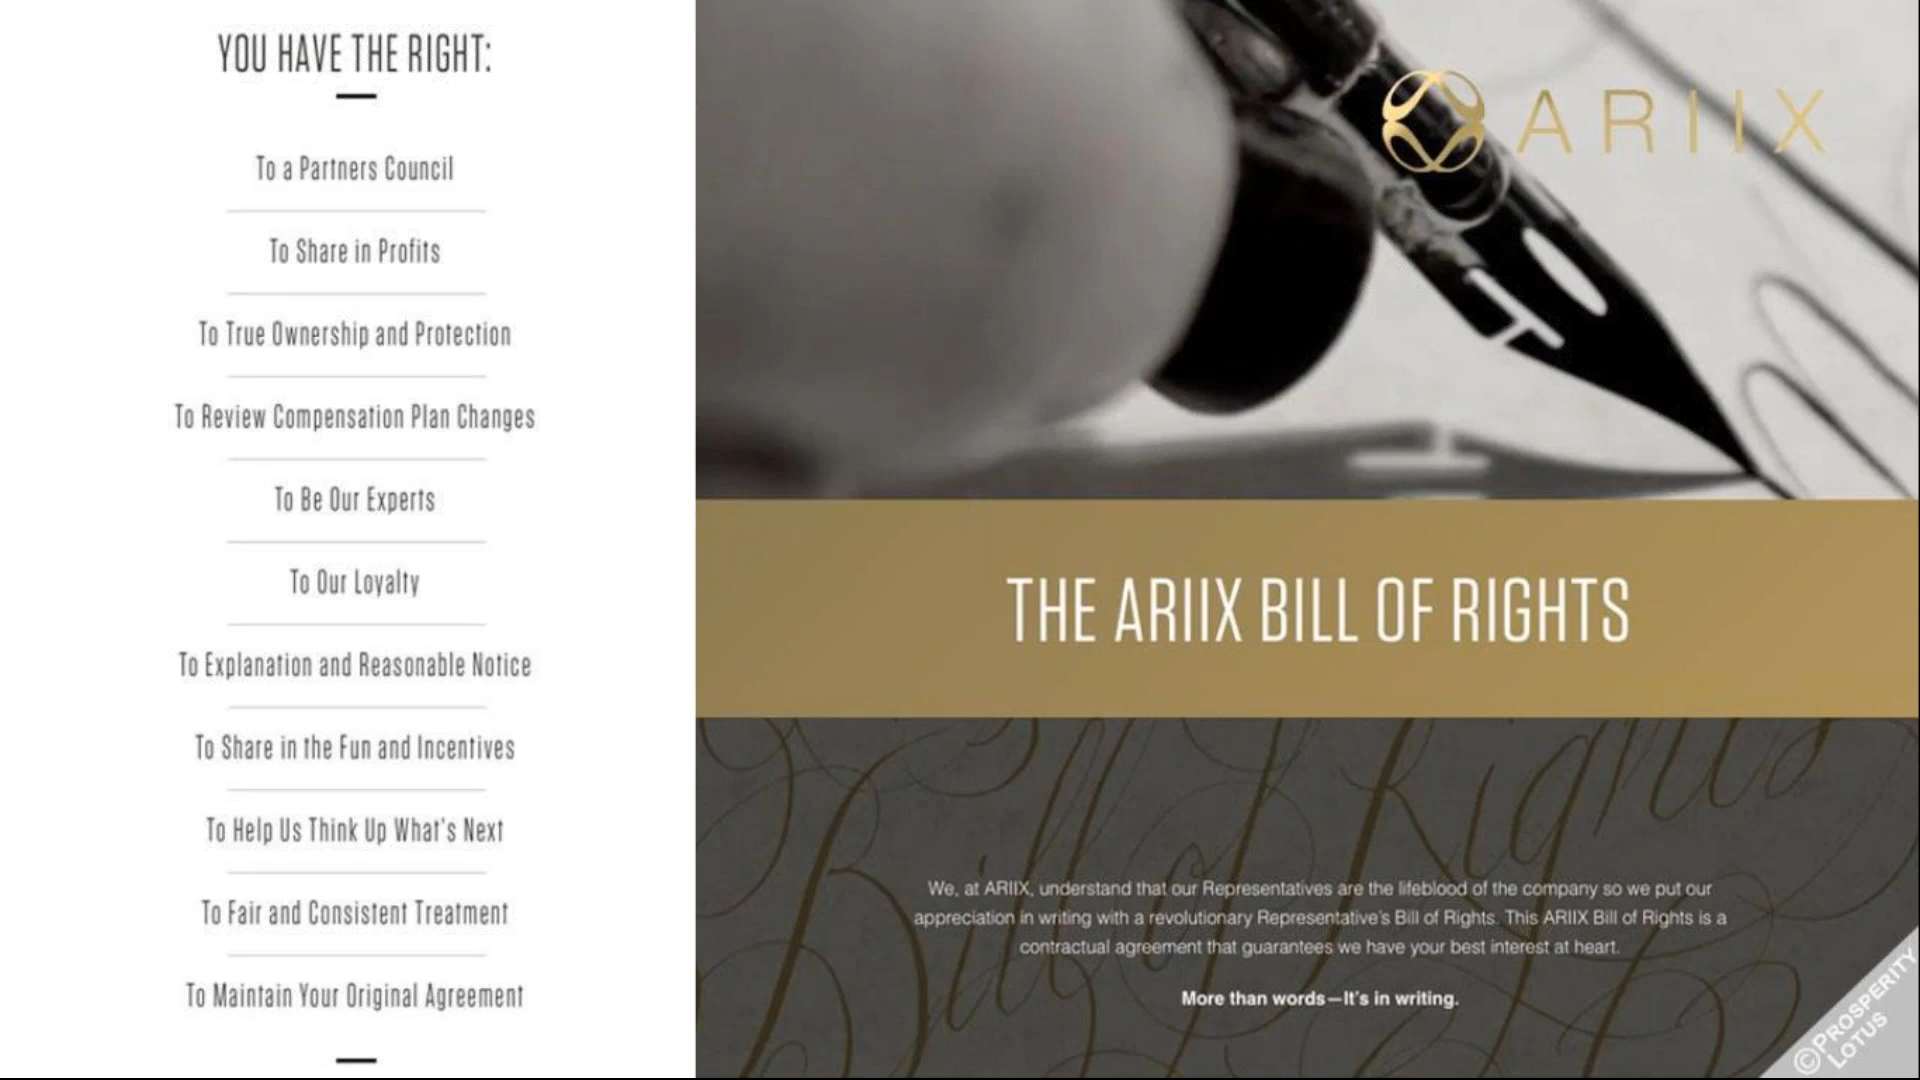 YOU HAVE THE RIGHT:
To a Partners Council
To Share in Profits
To True Ownership and Protection
To Review Compensation Plan Changes
To Be Our Experts
To Our Loyalty
To Explanation and Reasonable Notice
To Share in the Fun and Incentives
To Help Us Think Up What's Next
To Fair and Consistent Treatment
To Maintain Your Original Agreement
ARIIX
THE ARIIX BILL OF RIGHTS
Bill of Rights
We, at ARIIX, understand that our Representatives are the lifeblood of the company so we put our
appreciation in writing with a revolutionary Representative's Bill of Rights. This ARIIX Bill of Rights is a
contractual agreement that guarantees we have your best interest at heart.
More than words—It's in writing.
©PROSPERITY
LOTUS